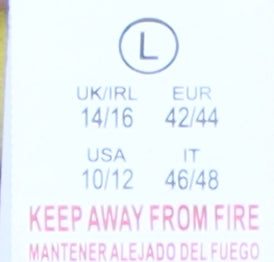 L
UK/IRL EUR
14/16 42/44
USA IT
10/12 46/48
KEEP AWAY FROM FIRE
MANTENER ALEJADO DEL FUEGO